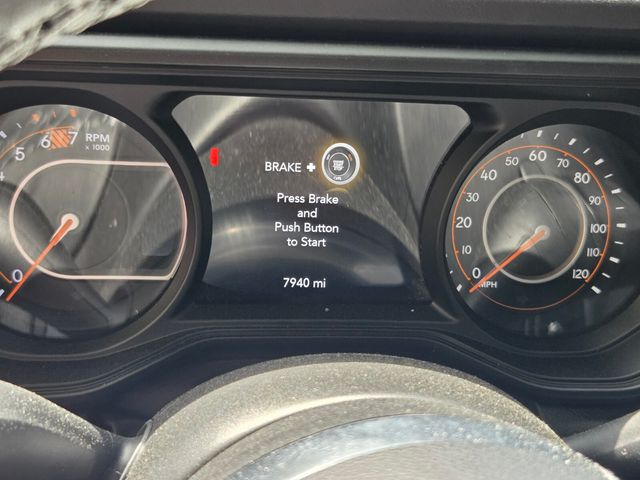 5 6 7 RPM
x 1000
0
BRAKE +
Press Brake
and
Push Button
to Start
7940 mi
0 10 20 30 40 50 60 70 80 90 100 110 120
MPH